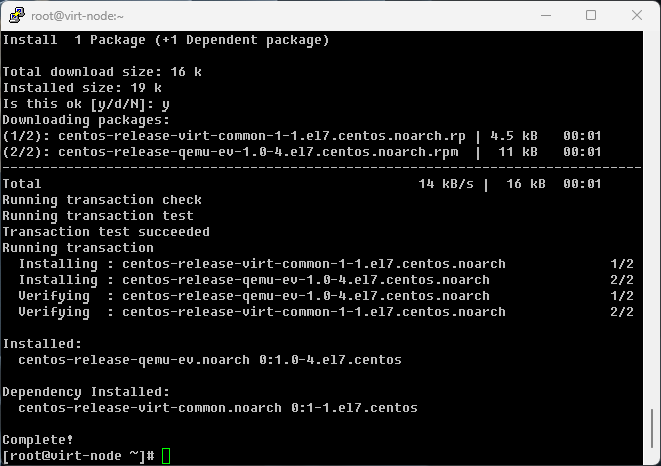 root@virt-node:~
Install  1 Package (+1 Dependent package)
Total download size: 16 k
Installed size: 19 k
Is this ok [y/d/N]: y
Downloading packages:
(1/2): centos-release-virt-common-1-1.el7.centos.noarch.rp | 4.5 kB   00:01
(2/2): centos-release-qemu-ev-1.0-4.el7.centos.noarch.rpm  |  11 kB   00:01
--------------------------------------------------------------------------------
Total                                               14 kB/s |  16 kB  00:01
Running transaction check
Running transaction test
Transaction test succeeded
Running transaction
  Installing : centos-release-virt-common-1-1.el7.centos.noarch             1/2
  Installing : centos-release-qemu-ev-1.0-4.el7.centos.noarch               2/2
  Verifying  : centos-release-qemu-ev-1.0-4.el7.centos.noarch               1/2
  Verifying  : centos-release-virt-common-1-1.el7.centos.noarch             2/2
Installed:
  centos-release-qemu-ev.noarch 0:1.0-4.el7.centos
Dependency Installed:
  centos-release-virt-common.noarch 0:1-1.el7.centos
Complete!
[root@virt-node ~]#